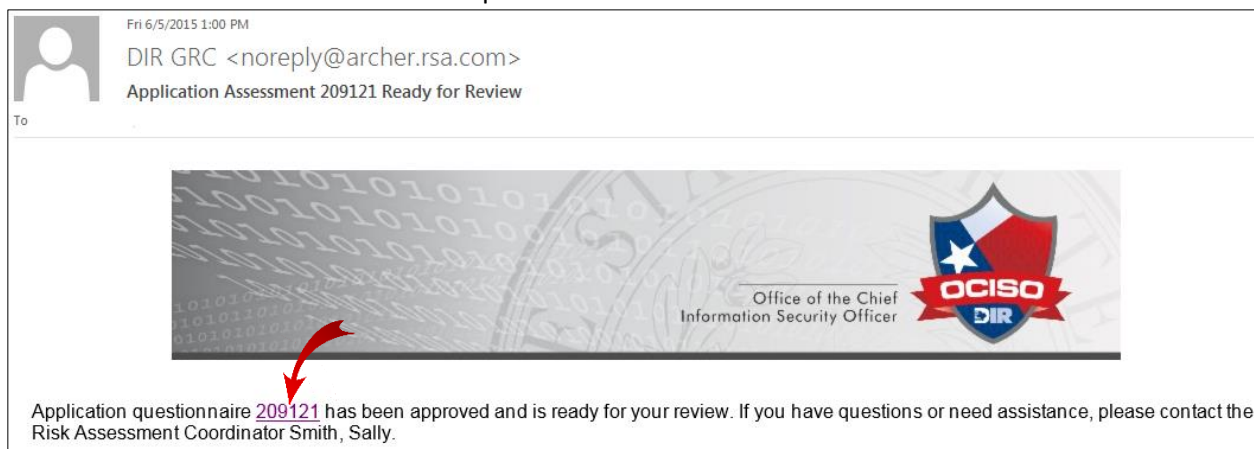 Fri 6/5/2015 1:00 PM
DIR GRC <noreply@archer.rsa.com>
Application Assessment 209121 Ready for Review
To
Office of the Chief
Information Security Officer
OCISO
DIR
Application questionnaire 209121 has been approved and is ready for your review. If you have questions or need assistance, please contact the
Risk Assessment Coordinator Smith, Sally.